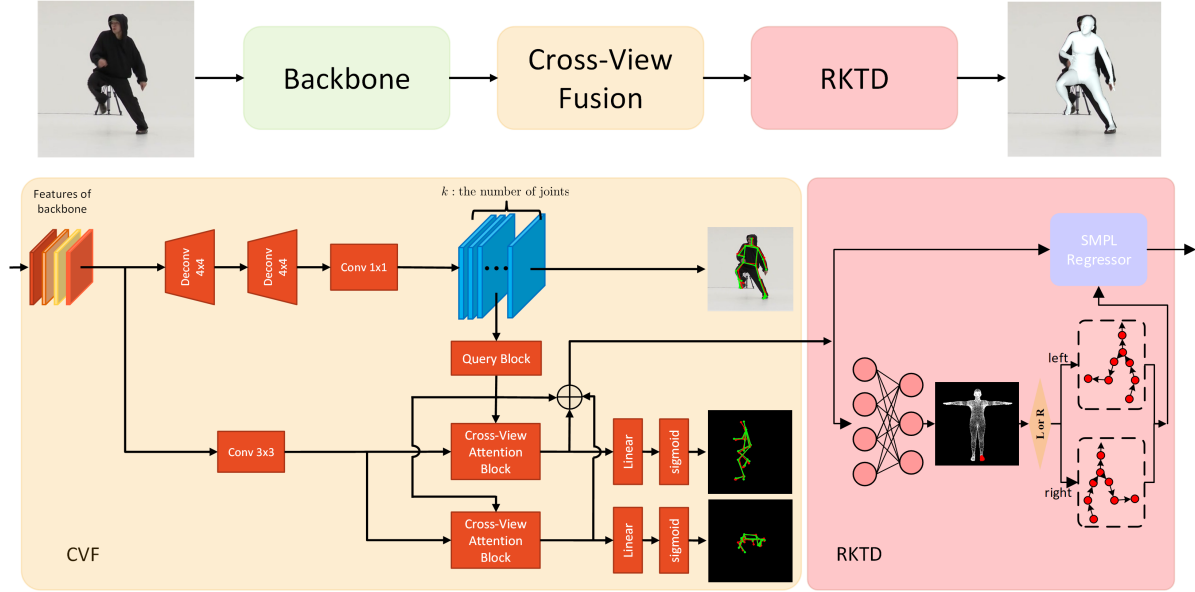 Backbone
Cross-View
Fusion
RKTD
Features of
backbone
k : the number of joints
Deconv
4x4
Deconv
4x4
Conv 1x1
SMPL
Regressor
Query Block
left
L or R
Conv 3x3
Cross-View
Attention
Block
Linear
sigmoid
right
Cross-View
Attention
Block
Linear
sigmoid
CVF
RKTD